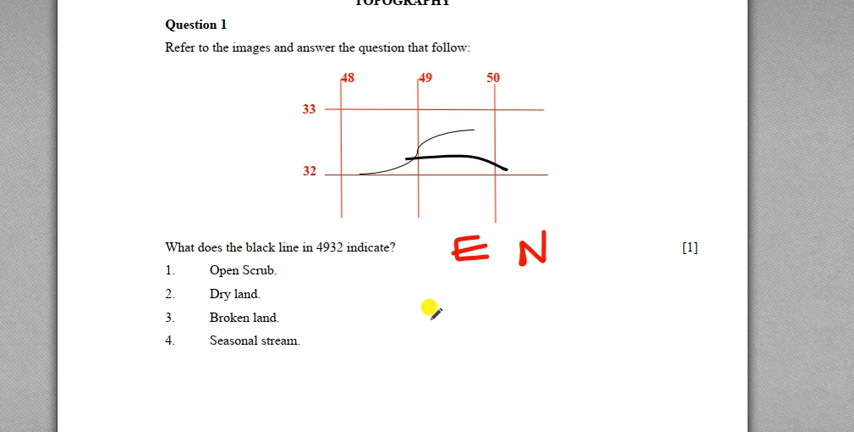 TOPOGRAPHY
Question 1
Refer to the images and answer the question that follow:
48 49 50
33
32
What does the black line in 4932 indicate? E N [1]
1. Open Scrub.
2. Dry land.
3. Broken land.
4. Seasonal stream.